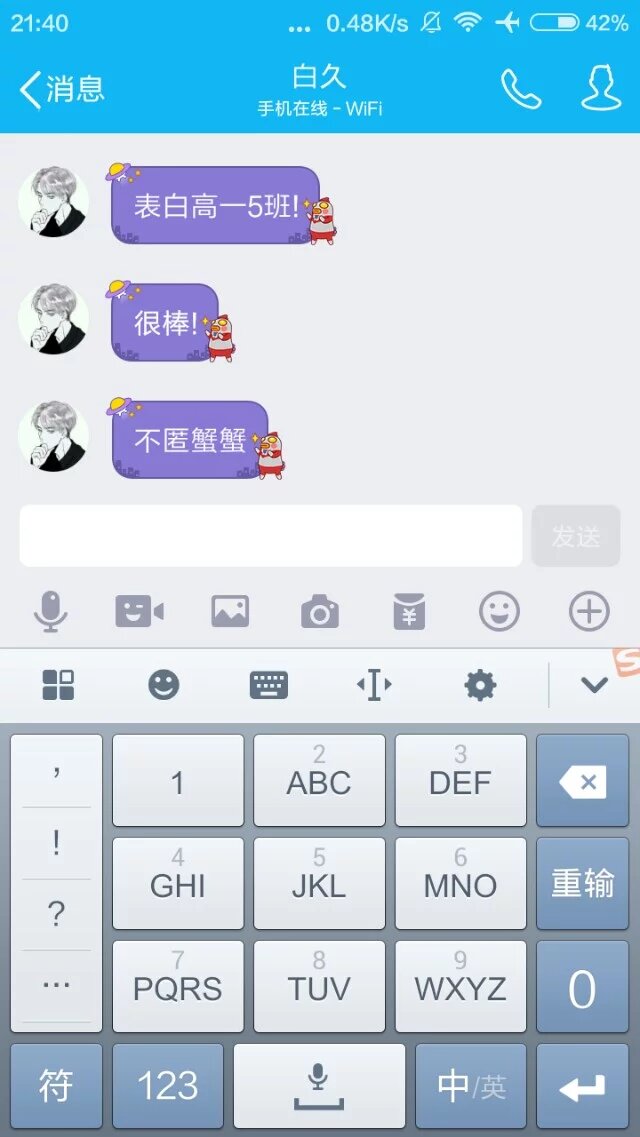 21:40 ... 0.48K/s 42%
消息
白久
手机在线 - WiFi
表白高一5班!
很棒!
不匿蟹蟹
发送
¥
S
, 1 2 ABC 3 DEF
! 4 GHI 5 JKL 6 MNO 重输
? 7 PQRS 8 TUV 9 WXYZ 0
...
符 123 中/英